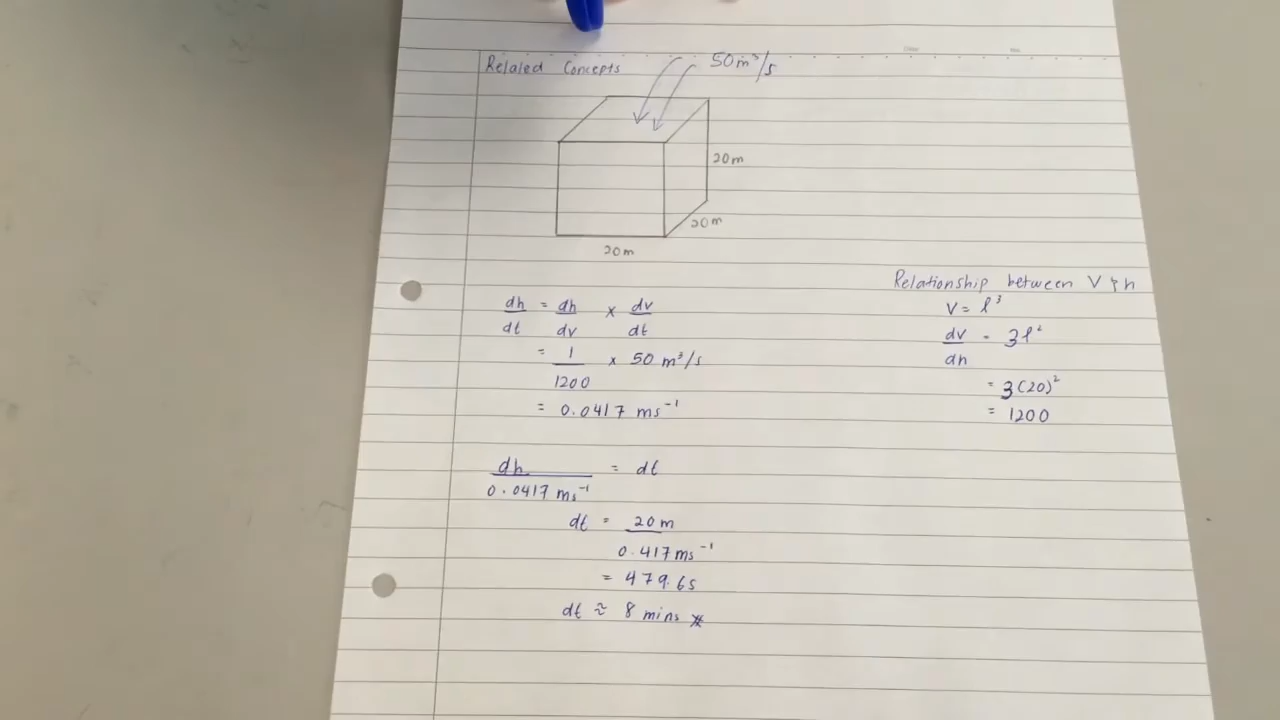 Related Concepts
50 m³/s
20m
20m
20m
Relationship between V & h
V = l³
dv/dh = 3l²
= 3(20)²
= 1200
dh/dt = dh/dv × dv/dt
= 1/1200 × 50 m³/s
= 0.0417 ms⁻¹
dh/0.0417 ms⁻¹ = dt
dt = 20m/0.417 ms⁻¹
= 479.6s
dt ≈ 8 mins